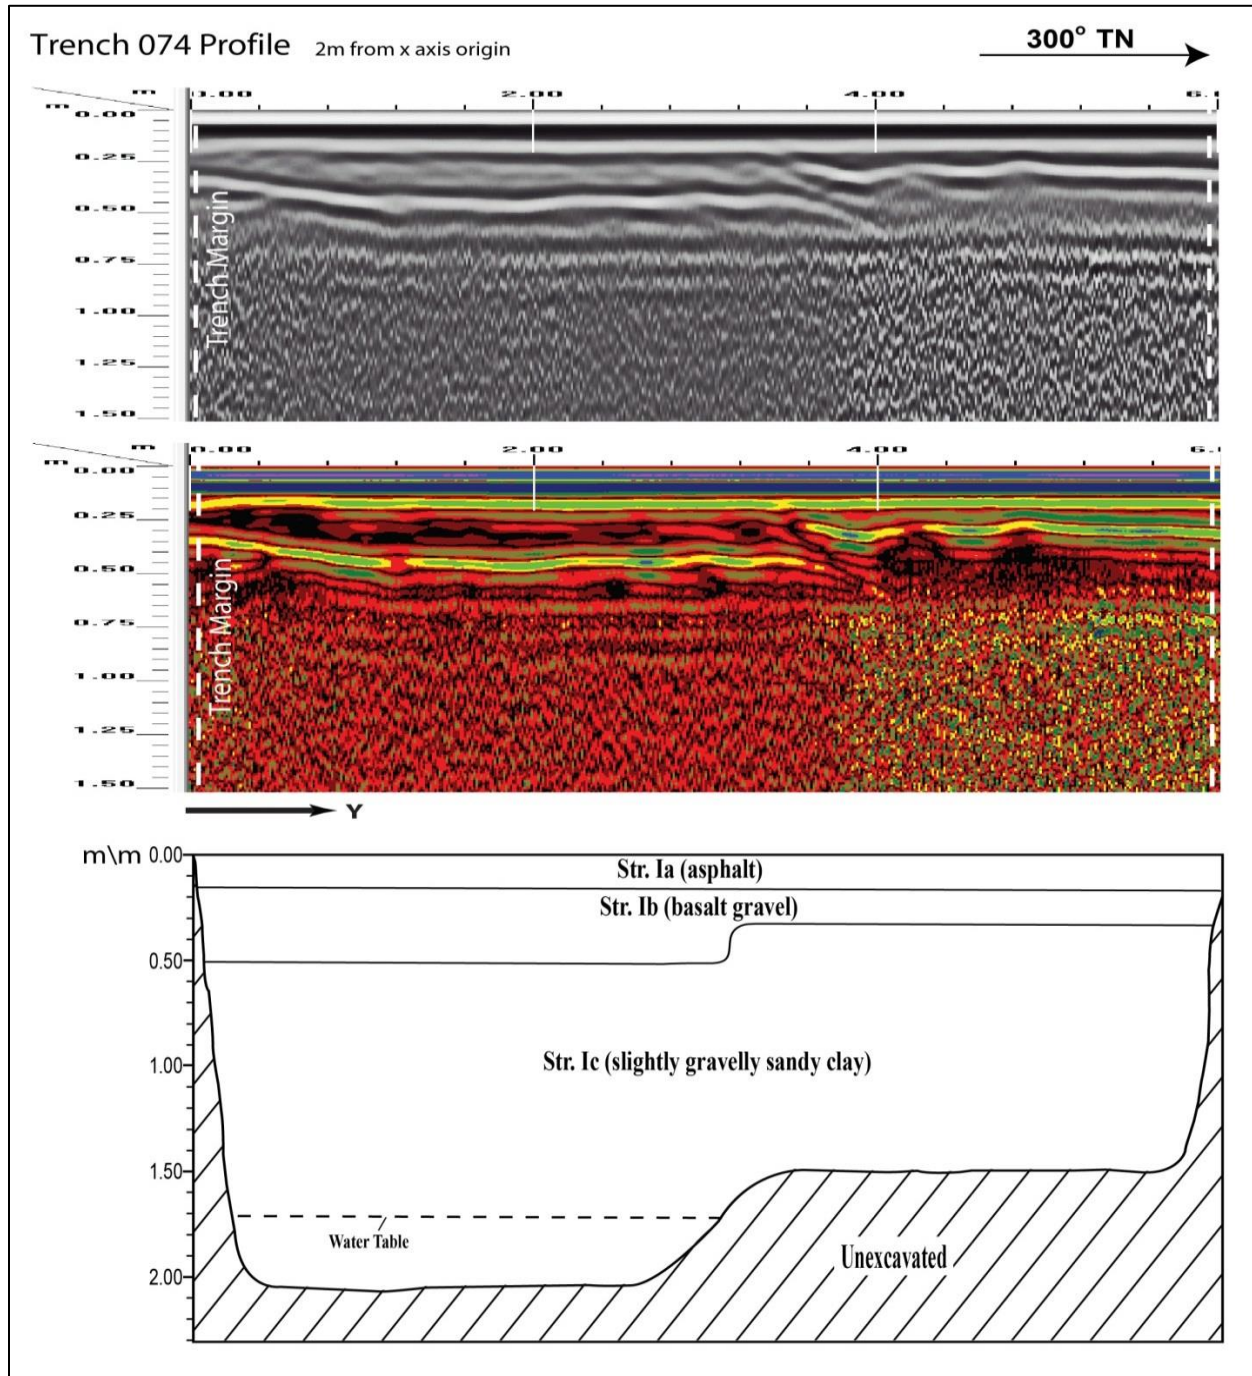 Trench 074 Profile 2m from x axis origin
300° TN
m 0.00 2.00 4.00 6.
m
0.00
0.25
0.50
0.75
1.00
1.25
1.50
Trench Margin
m 0.00 2.00 4.00 6.
m
0.00
0.25
0.50
0.75
1.00
1.25
1.50
Trench Margin
Y
m\m 0.00
Str. Ia (asphalt)
Str. Ib (basalt gravel)
0.50
Str. Ic (slightly gravelly sandy clay)
1.00
1.50
Water Table
Unexcavated
2.00